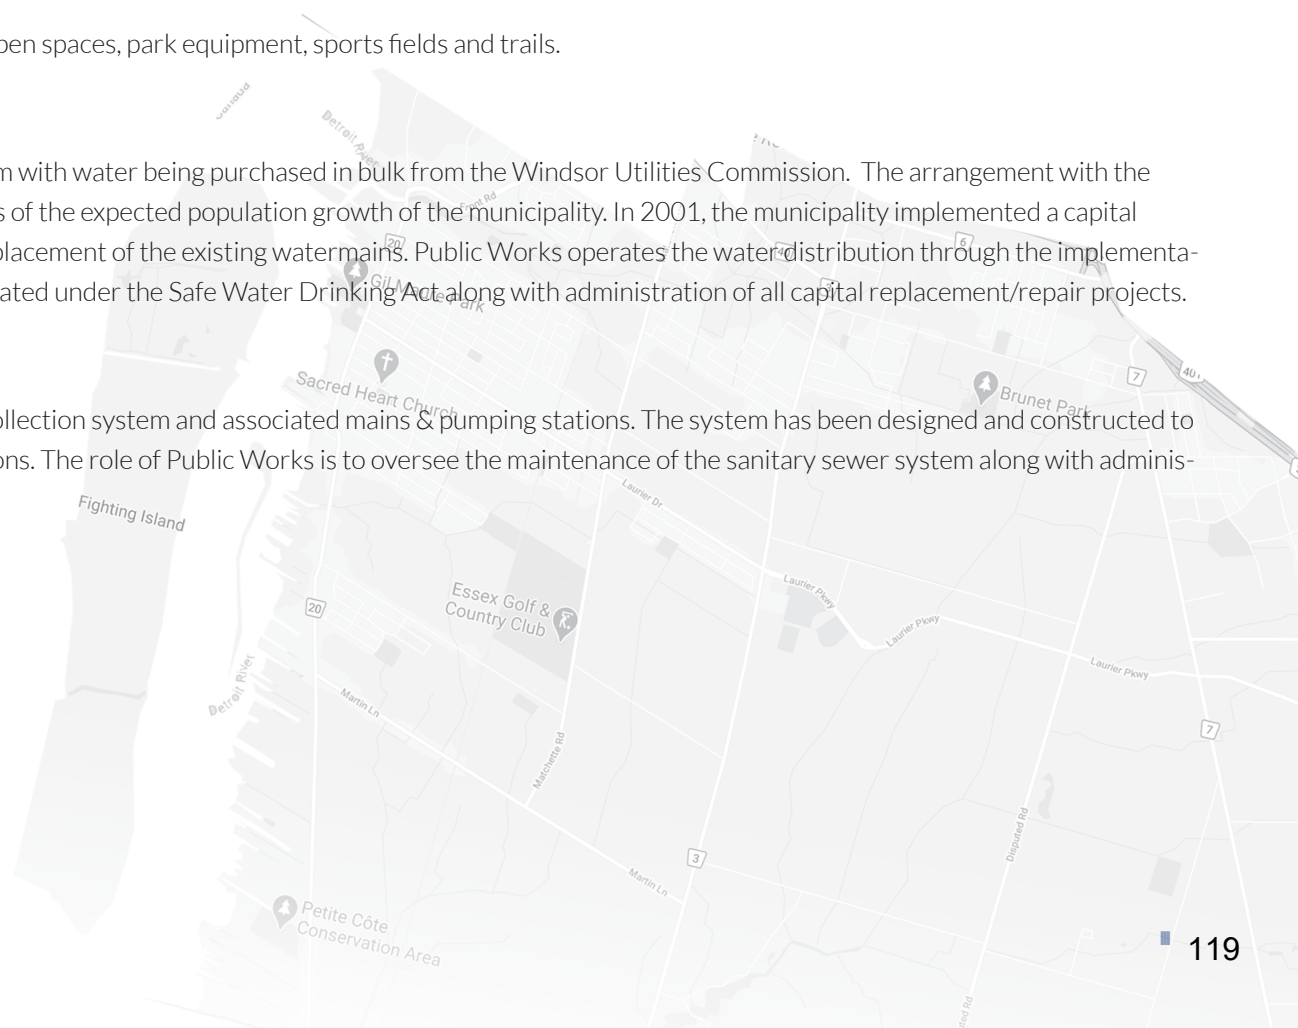 pen spaces, park equipment, sports fields and trails.
Detroit River
m with water being purchased in bulk from the Windsor Utilities Commission. The arrangement with the
s of the expected population growth of the municipality. In 2001, the municipality implemented a capital
Front Rd
placement of the existing watermains. Public Works operates the water distribution through the implementa-
20
6
ated under the Safe Water Drinking Act along with administration of all capital replacement/repair projects.
Gil Maure Park
Sacred Heart Church
7
401
Brunet Park
ollection system and associated mains & pumping stations. The system has been designed and constructed to
ons. The role of Public Works is to oversee the maintenance of the sanitary sewer system along with adminis-
Fighting Island
Laurier Dr
Essex Golf &
Country Club
20
Laurier Pkwy
Laurier Pkwy
Laurier Pkwy
Detroit River
Martin Ln
Matchette Rd
7
Disputed Rd
3
Martin Ln
Petite Côte
Conservation Area
119
uted Rd